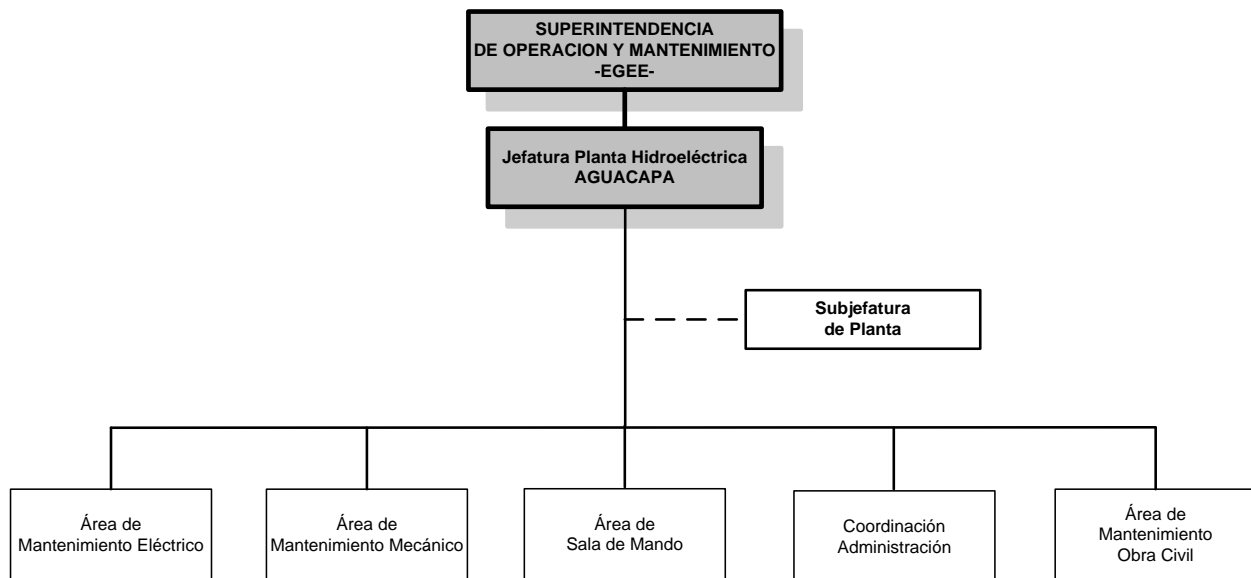 SUPERINTENDENCIA
DE OPERACION Y MANTENIMIENTO
-EGEE-
Jefatura Planta Hidroeléctrica
AGUACAPA
Subjefatura
de Planta
Área de
Mantenimiento Eléctrico
Área de
Mantenimiento Mecánico
Área de
Sala de Mando
Coordinación
Administración
Área de
Mantenimiento
Obra Civil